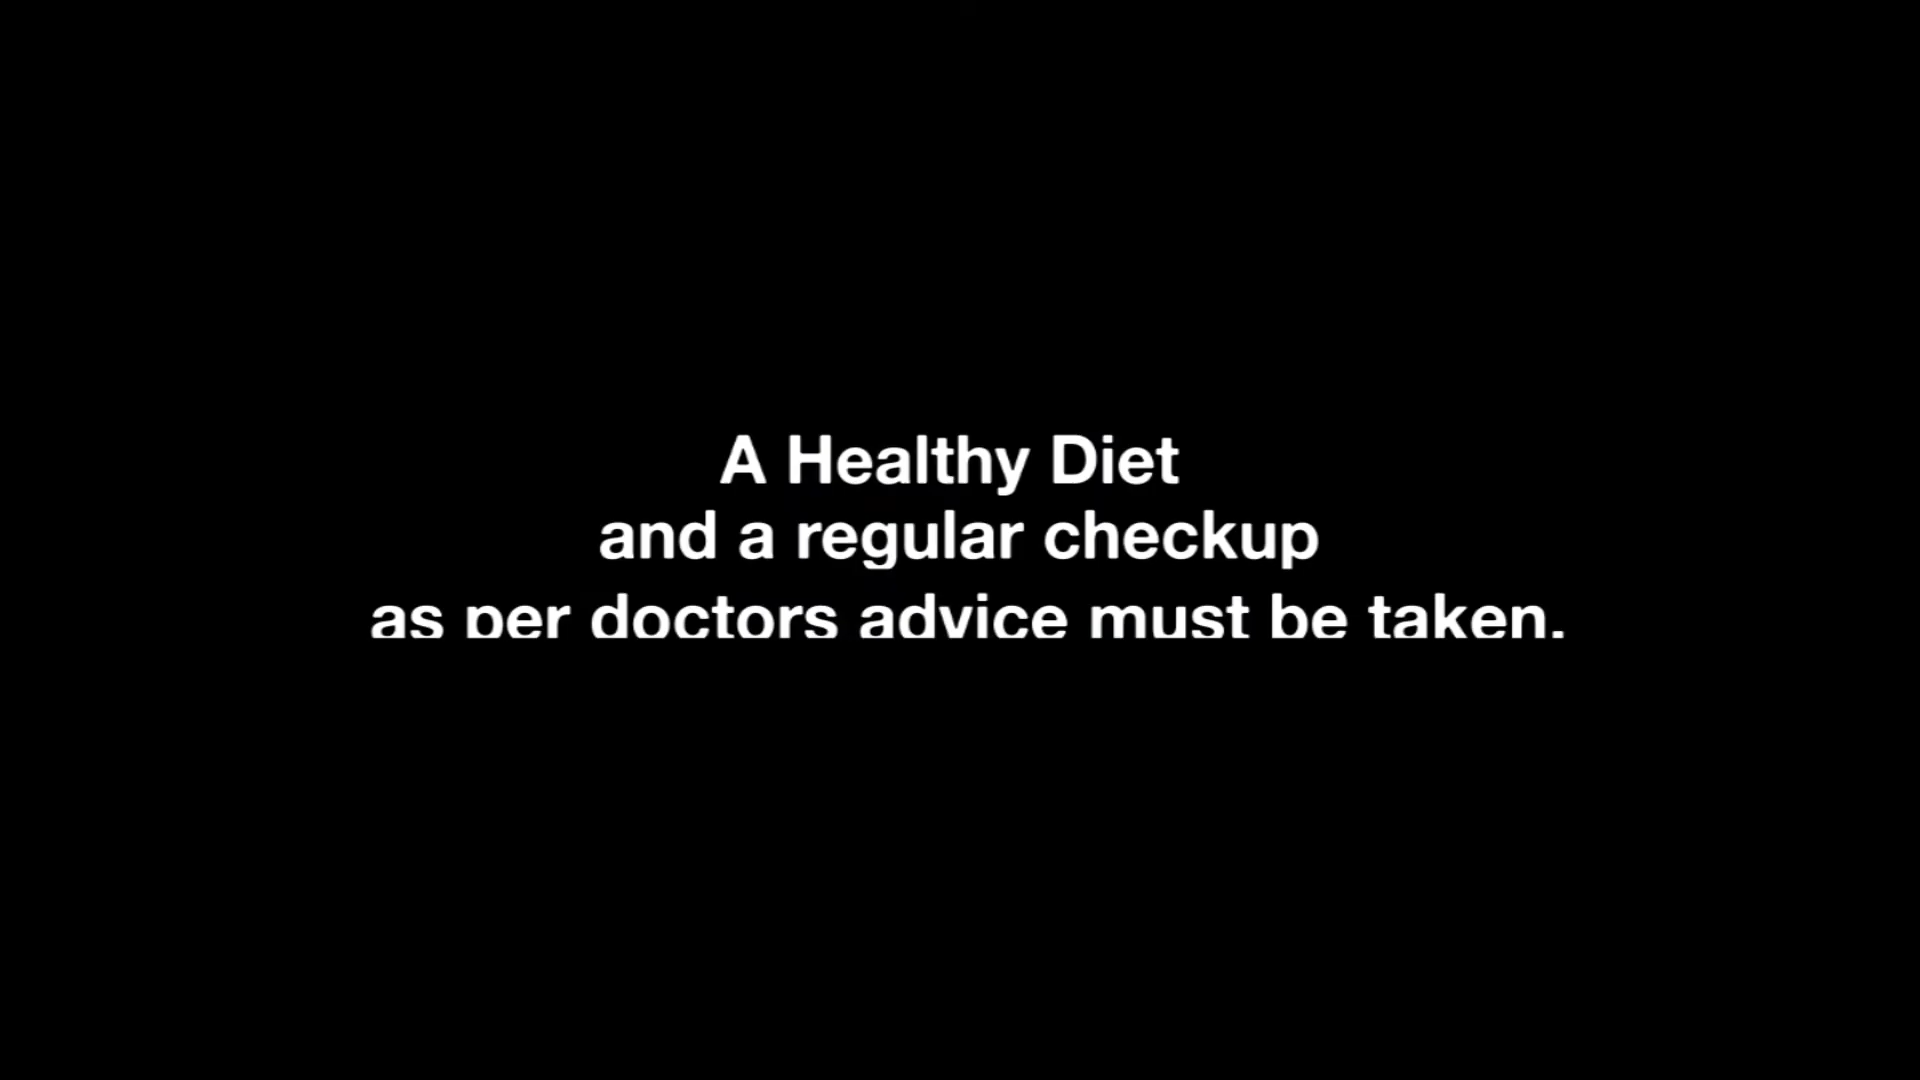 A Healthy Diet
and a regular checkup
as per doctors advice must be taken.